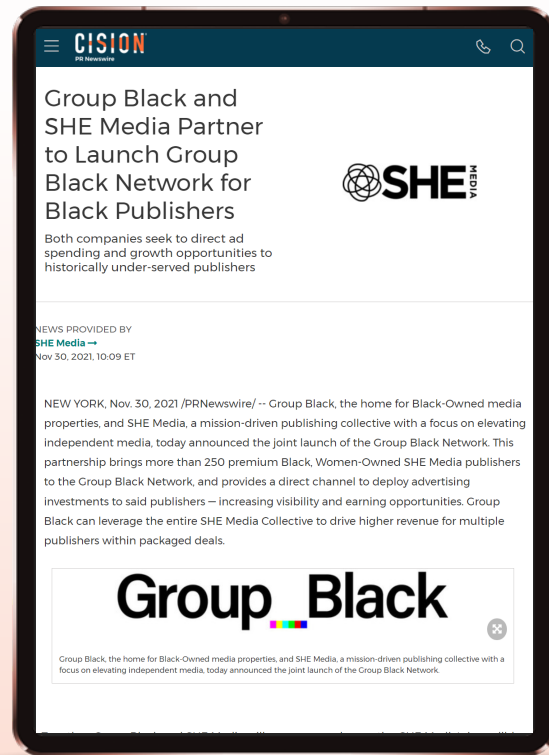 CISION
PR Newswire
Group Black and
SHE Media Partner
to Launch Group
Black Network for
Black Publishers
SHE MEDIA
Both companies seek to direct ad
spending and growth opportunities to
historically under-served publishers
NEWS PROVIDED BY
SHE Media →
Nov 30, 2021, 10:09 ET
NEW YORK, Nov. 30, 2021 /PRNewswire/ -- Group Black, the home for Black-Owned media
properties, and SHE Media, a mission-driven publishing collective with a focus on elevating
independent media, today announced the joint launch of the Group Black Network. This
partnership brings more than 250 premium Black, Women-Owned SHE Media publishers
to the Group Black Network, and provides a direct channel to deploy advertising
investments to said publishers — increasing visibility and earning opportunities. Group
Black can leverage the entire SHE Media Collective to drive higher revenue for multiple
publishers within packaged deals.
Group_Black
Group Black, the home for Black-Owned media properties, and SHE Media, a mission-driven publishing collective with a
focus on elevating independent media, today announced the joint launch of the Group Black Network.